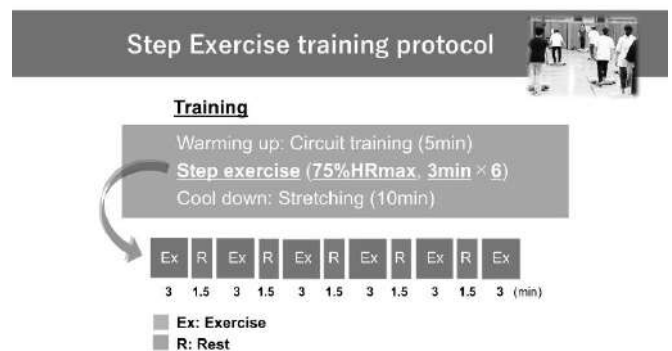 Step Exercise training protocol
Training
Warming up: Circuit training (5min)
Step exercise (75%HRmax, 3min × 6)
Cool down: Stretching (10min)
Ex R Ex R Ex R Ex R Ex R Ex
3 1.5 3 1.5 3 1.5 3 1.5 3 1.5 3 (min)
Ex: Exercise
R: Rest